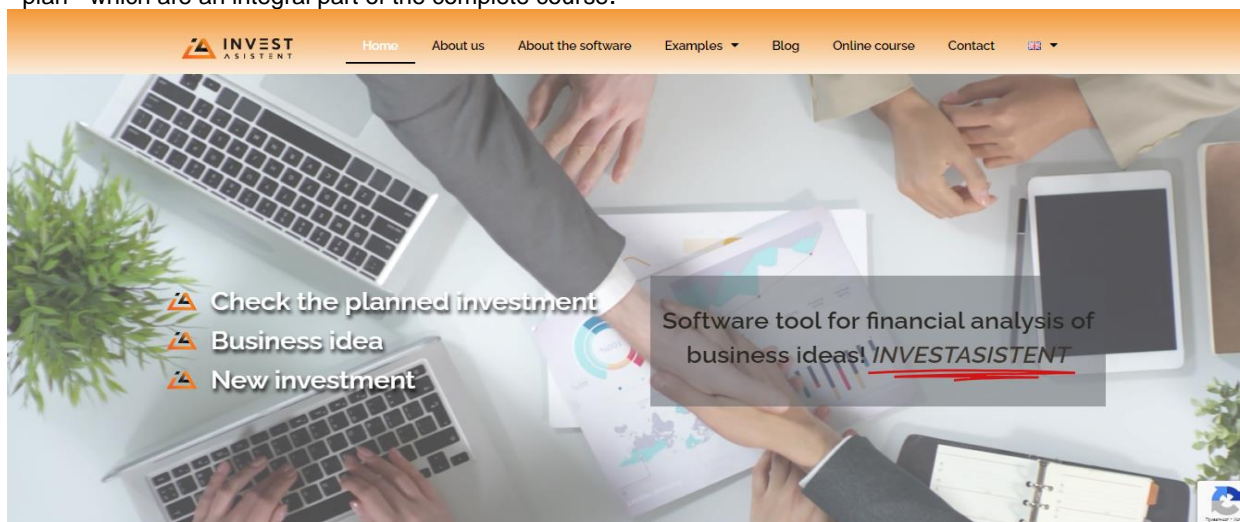 plan" which are an integral part of the complete course.
INVEST
ASISTENT
Home About us About the software Examples Blog Online course Contact
Check the planned investment
Business idea
New investment
Software tool for financial analysis of
business ideas! INVESTASISTENT